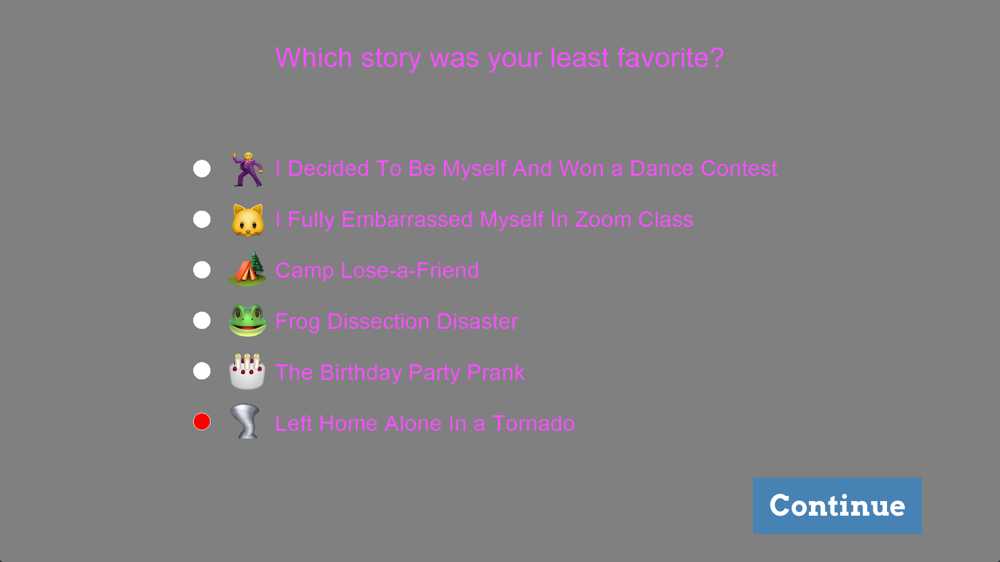 Which story was your least favorite?
I Decided To Be Myself And Won a Dance Contest
I Fully Embarrassed Myself In Zoom Class
Camp Lose-a-Friend
Frog Dissection Disaster
The Birthday Party Prank
Left Home Alone In a Tornado
Continue